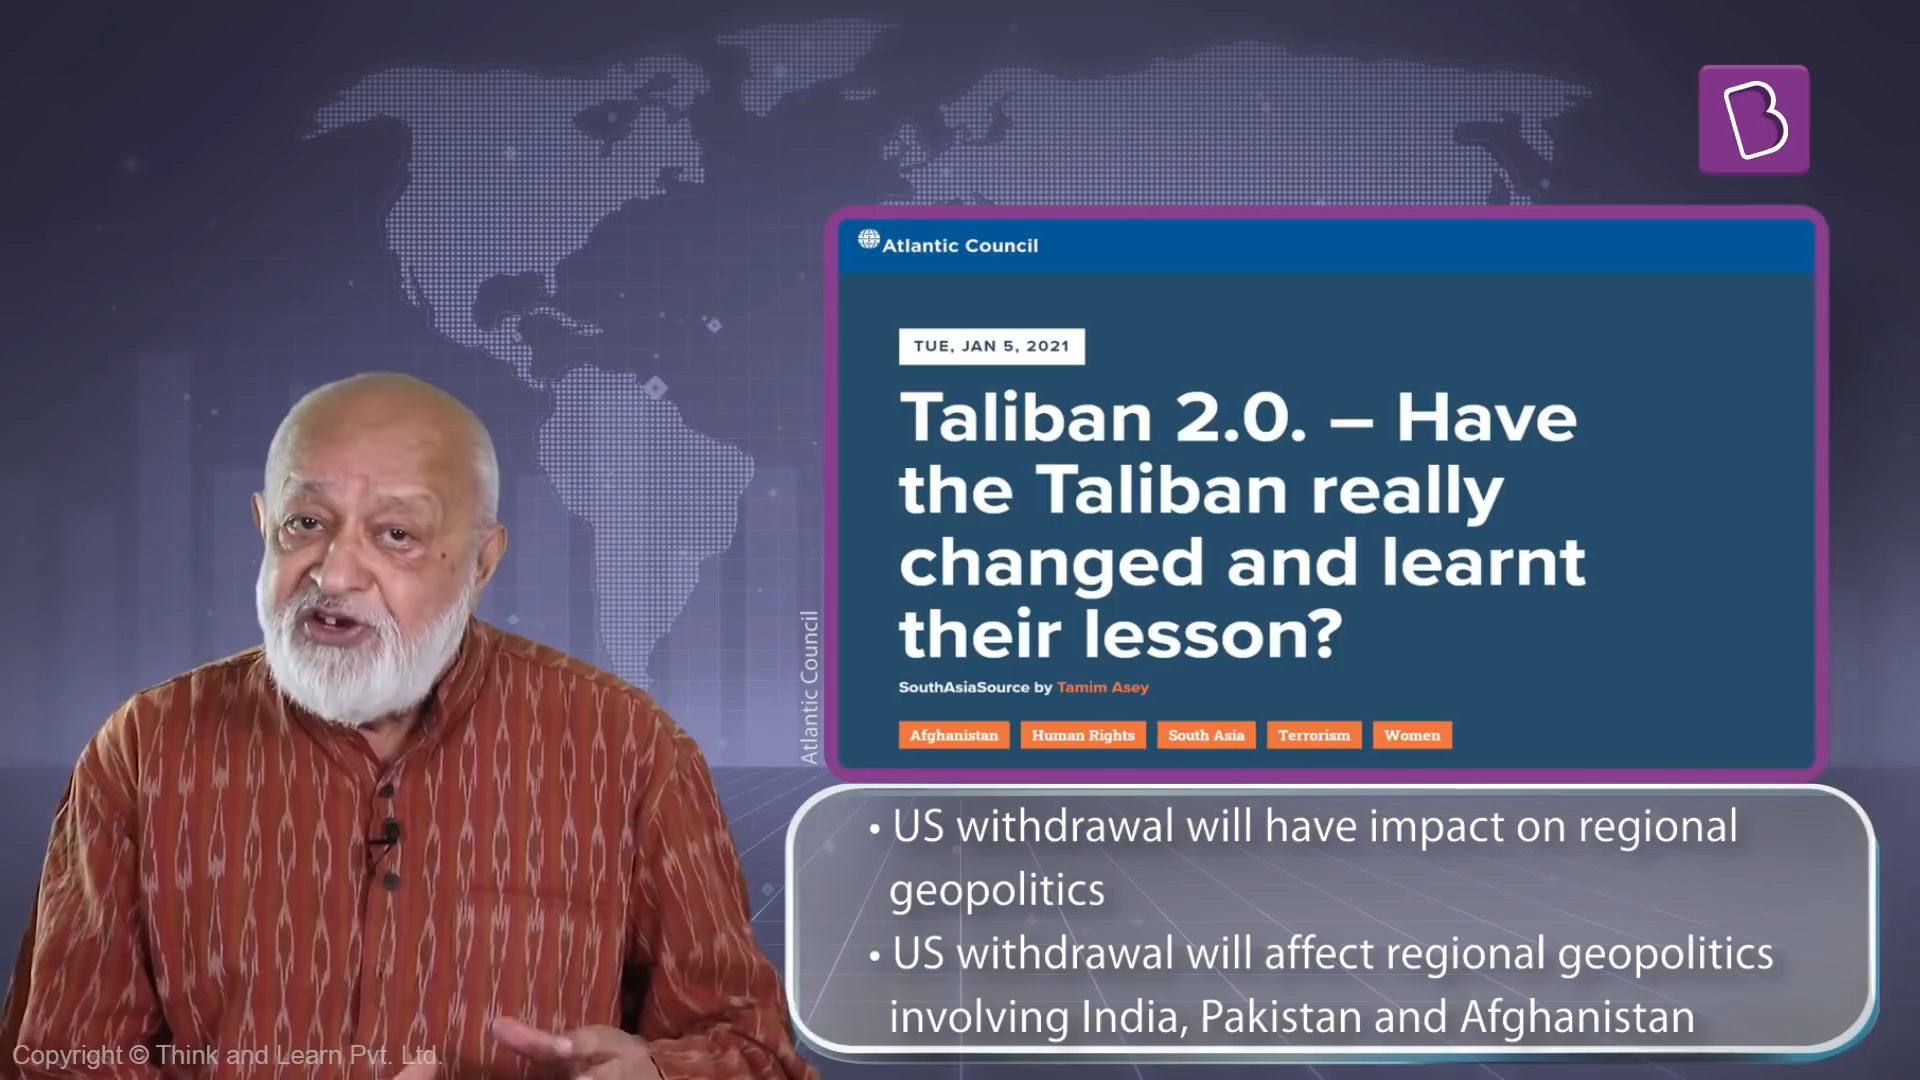 B
Atlantic Council
TUE, JAN 5, 2021
Taliban 2.0. – Have
the Taliban really
changed and learnt
their lesson?
SouthAsiaSource by Tamim Asey
Afghanistan Human Rights South Asia Terrorism Women
Atlantic Council
• US withdrawal will have impact on regional
geopolitics
• US withdrawal will affect regional geopolitics
involving India, Pakistan and Afghanistan
Copyright © Think and Learn Pvt. Ltd.